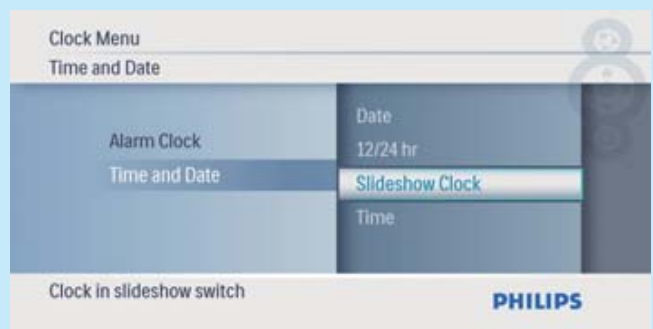 Clock Menu
Time and Date
Alarm Clock
Time and Date
Date
12/24 hr
Slideshow Clock
Time
Clock in slideshow switch
PHILIPS